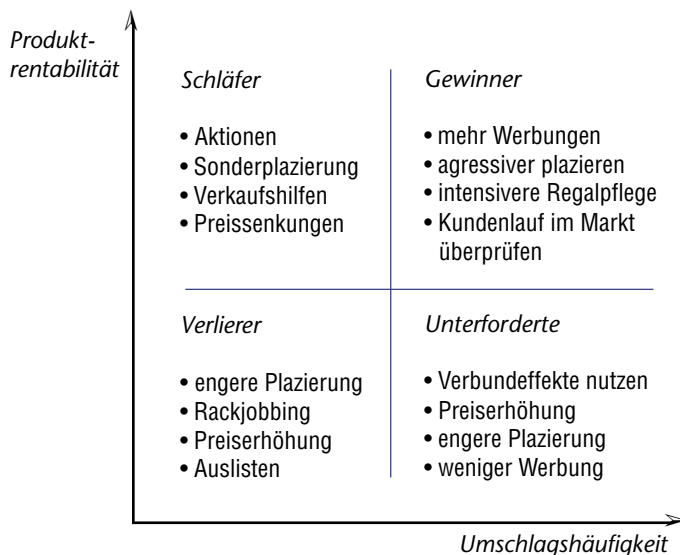 Produkt-
rentabilität
Schläfer
• Aktionen
• Sonderplazierung
• Verkaufshilfen
• Preissenkungen
Gewinner
• mehr Werbungen
• agressiver plazieren
• intensivere Regalpflege
• Kundenlauf im Markt
überprüfen
Verlierer
• engere Plazierung
• Rackjobbing
• Preiserhöhung
• Auslisten
Unterforderte
• Verbundeffekte nutzen
• Preiserhöhung
• engere Plazierung
• weniger Werbung
Umschlagshäufigkeit